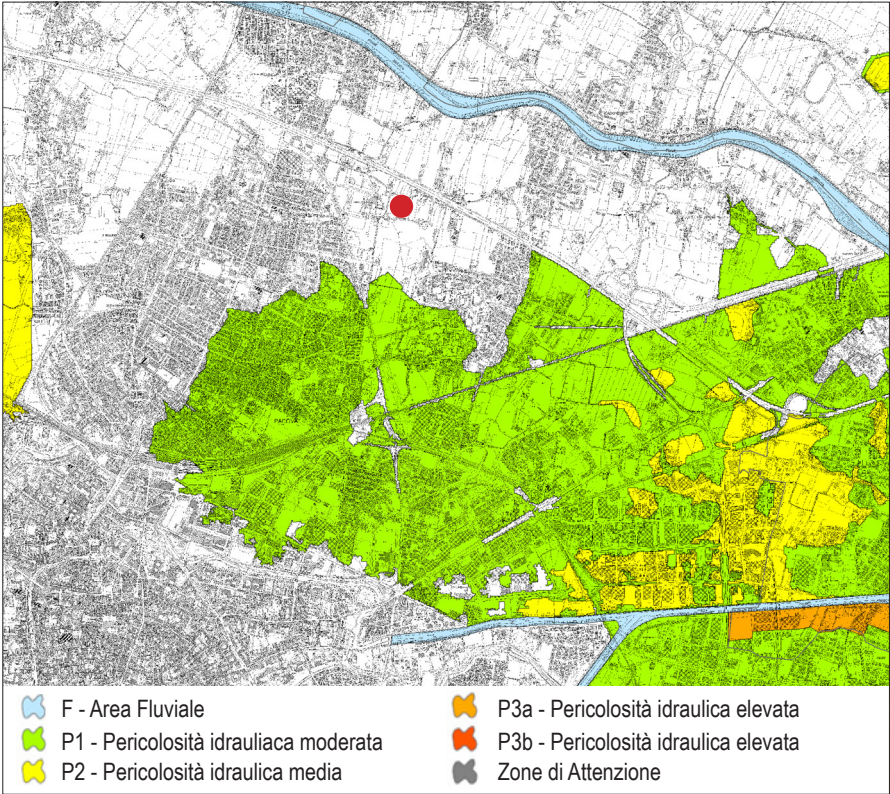 PADOVA
F - Area Fluviale
P1 - Pericolosità idrauliaca moderata
P2 - Pericolosità idraulica media
P3a - Pericolosità idraulica elevata
P3b - Pericolosità idraulica elevata
Zone di Attenzione